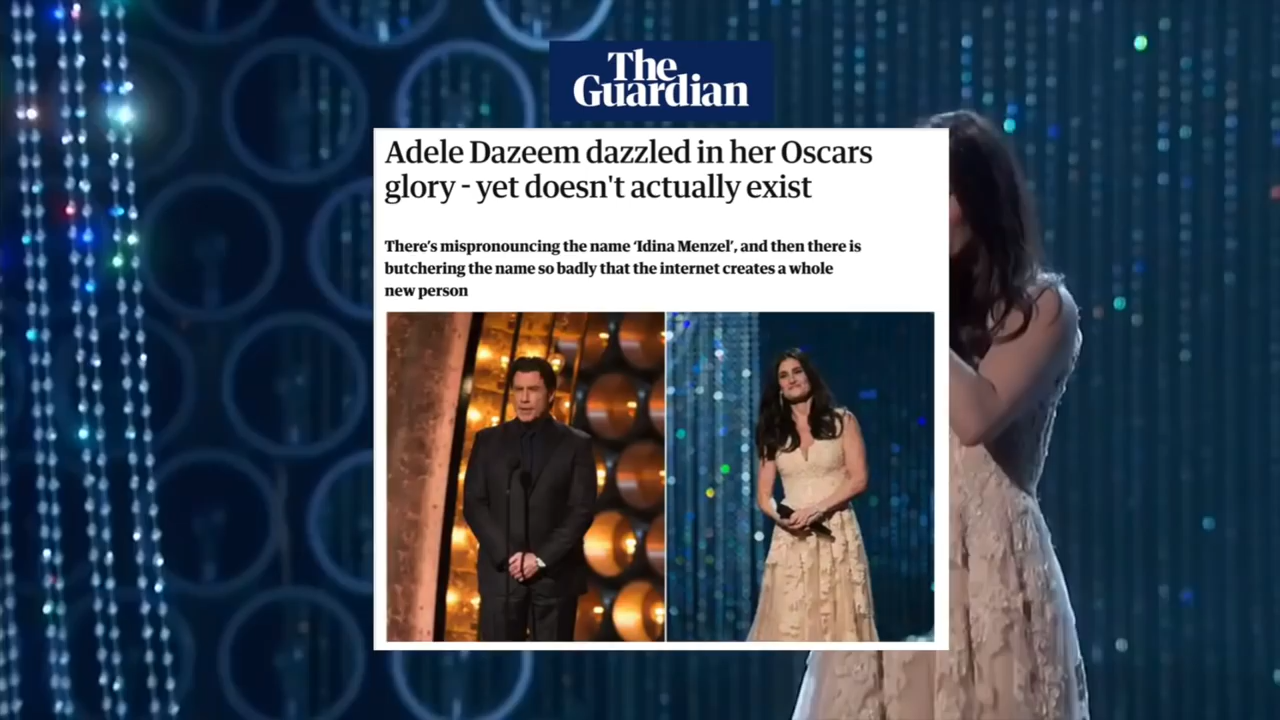 The
Guardian
Adele Dazeem dazzled in her Oscars
glory - yet doesn't actually exist
There's mispronouncing the name ‘Idina Menzel’, and then there is
butchering the name so badly that the internet creates a whole
new person